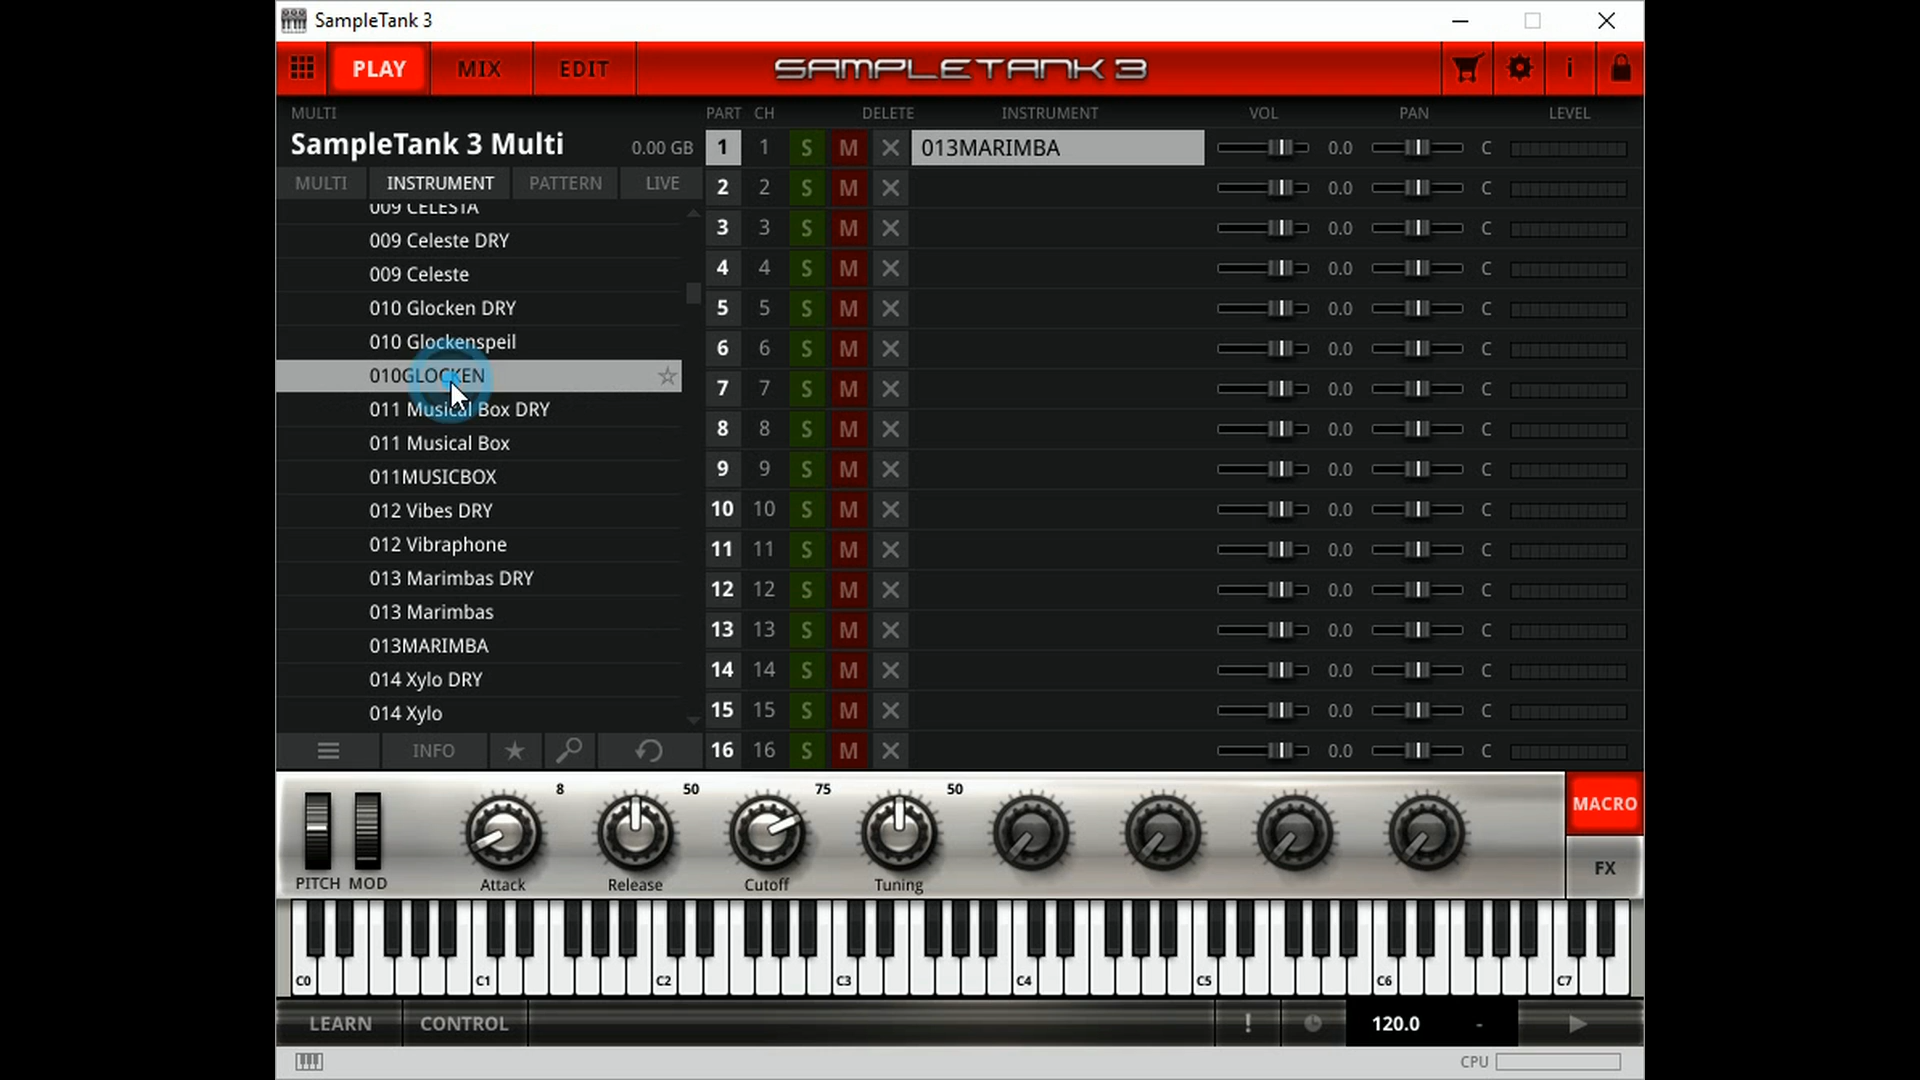 SampleTank 3
PLAY MIX EDIT SAMPLETANK 3 i
MULTI PART CH DELETE INSTRUMENT VOL PAN LEVEL
SampleTank 3 Multi 0.00 GB
MULTI INSTRUMENT PATTERN LIVE
009 CELESTA
009 Celeste DRY
009 Celeste
010 Glocken DRY
010 Glockenspeil
010GLOCKEN
011 Musical Box DRY
011 Musical Box
011MUSICBOX
012 Vibes DRY
012 Vibraphone
013 Marimbas DRY
013 Marimbas
013MARIMBA
014 Xylo DRY
014 Xylo
INFO
1 1 S M X 013MARIMBA 0.0 C
2 2 S M X 0.0 C
3 3 S M X 0.0 C
4 4 S M X 0.0 C
5 5 S M X 0.0 C
6 6 S M X 0.0 C
7 7 S M X 0.0 C
8 8 S M X 0.0 C
9 9 S M X 0.0 C
10 10 S M X 0.0 C
11 11 S M X 0.0 C
12 12 S M X 0.0 C
13 13 S M X 0.0 C
14 14 S M X 0.0 C
15 15 S M X 0.0 C
16 16 S M X 0.0 C
8 50 75 50
MACRO
FX
PITCH MOD Attack Release Cutoff Tuning
C0 C1 C2 C3 C4 C5 C6 C7
LEARN CONTROL ! 120.0 -
CPU